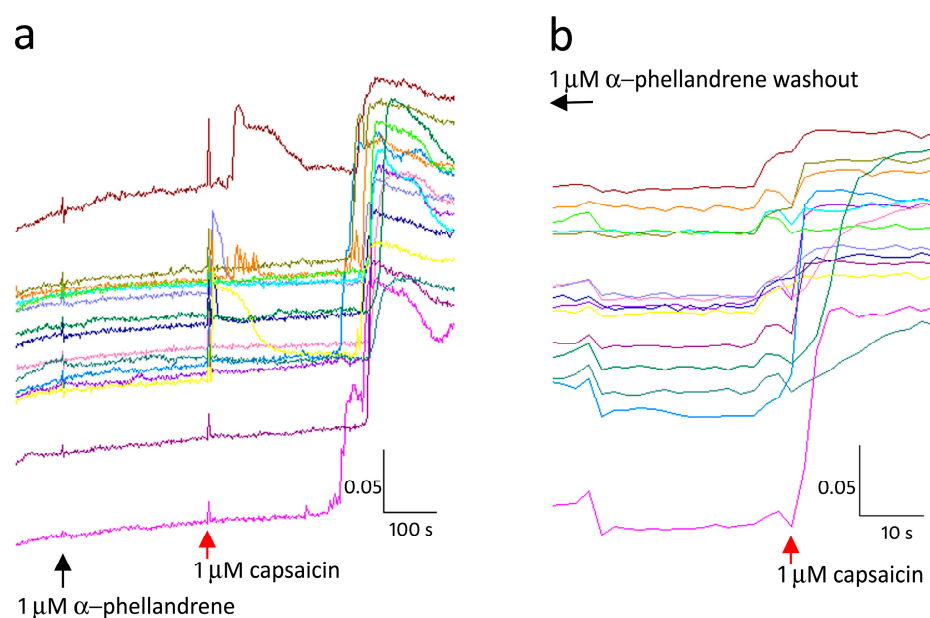 a
0.05
100 s
1 μM capsaicin
1 μM α–phellandrene
b
1 μM α–phellandrene washout
0.05
10 s
1 μM capsaicin